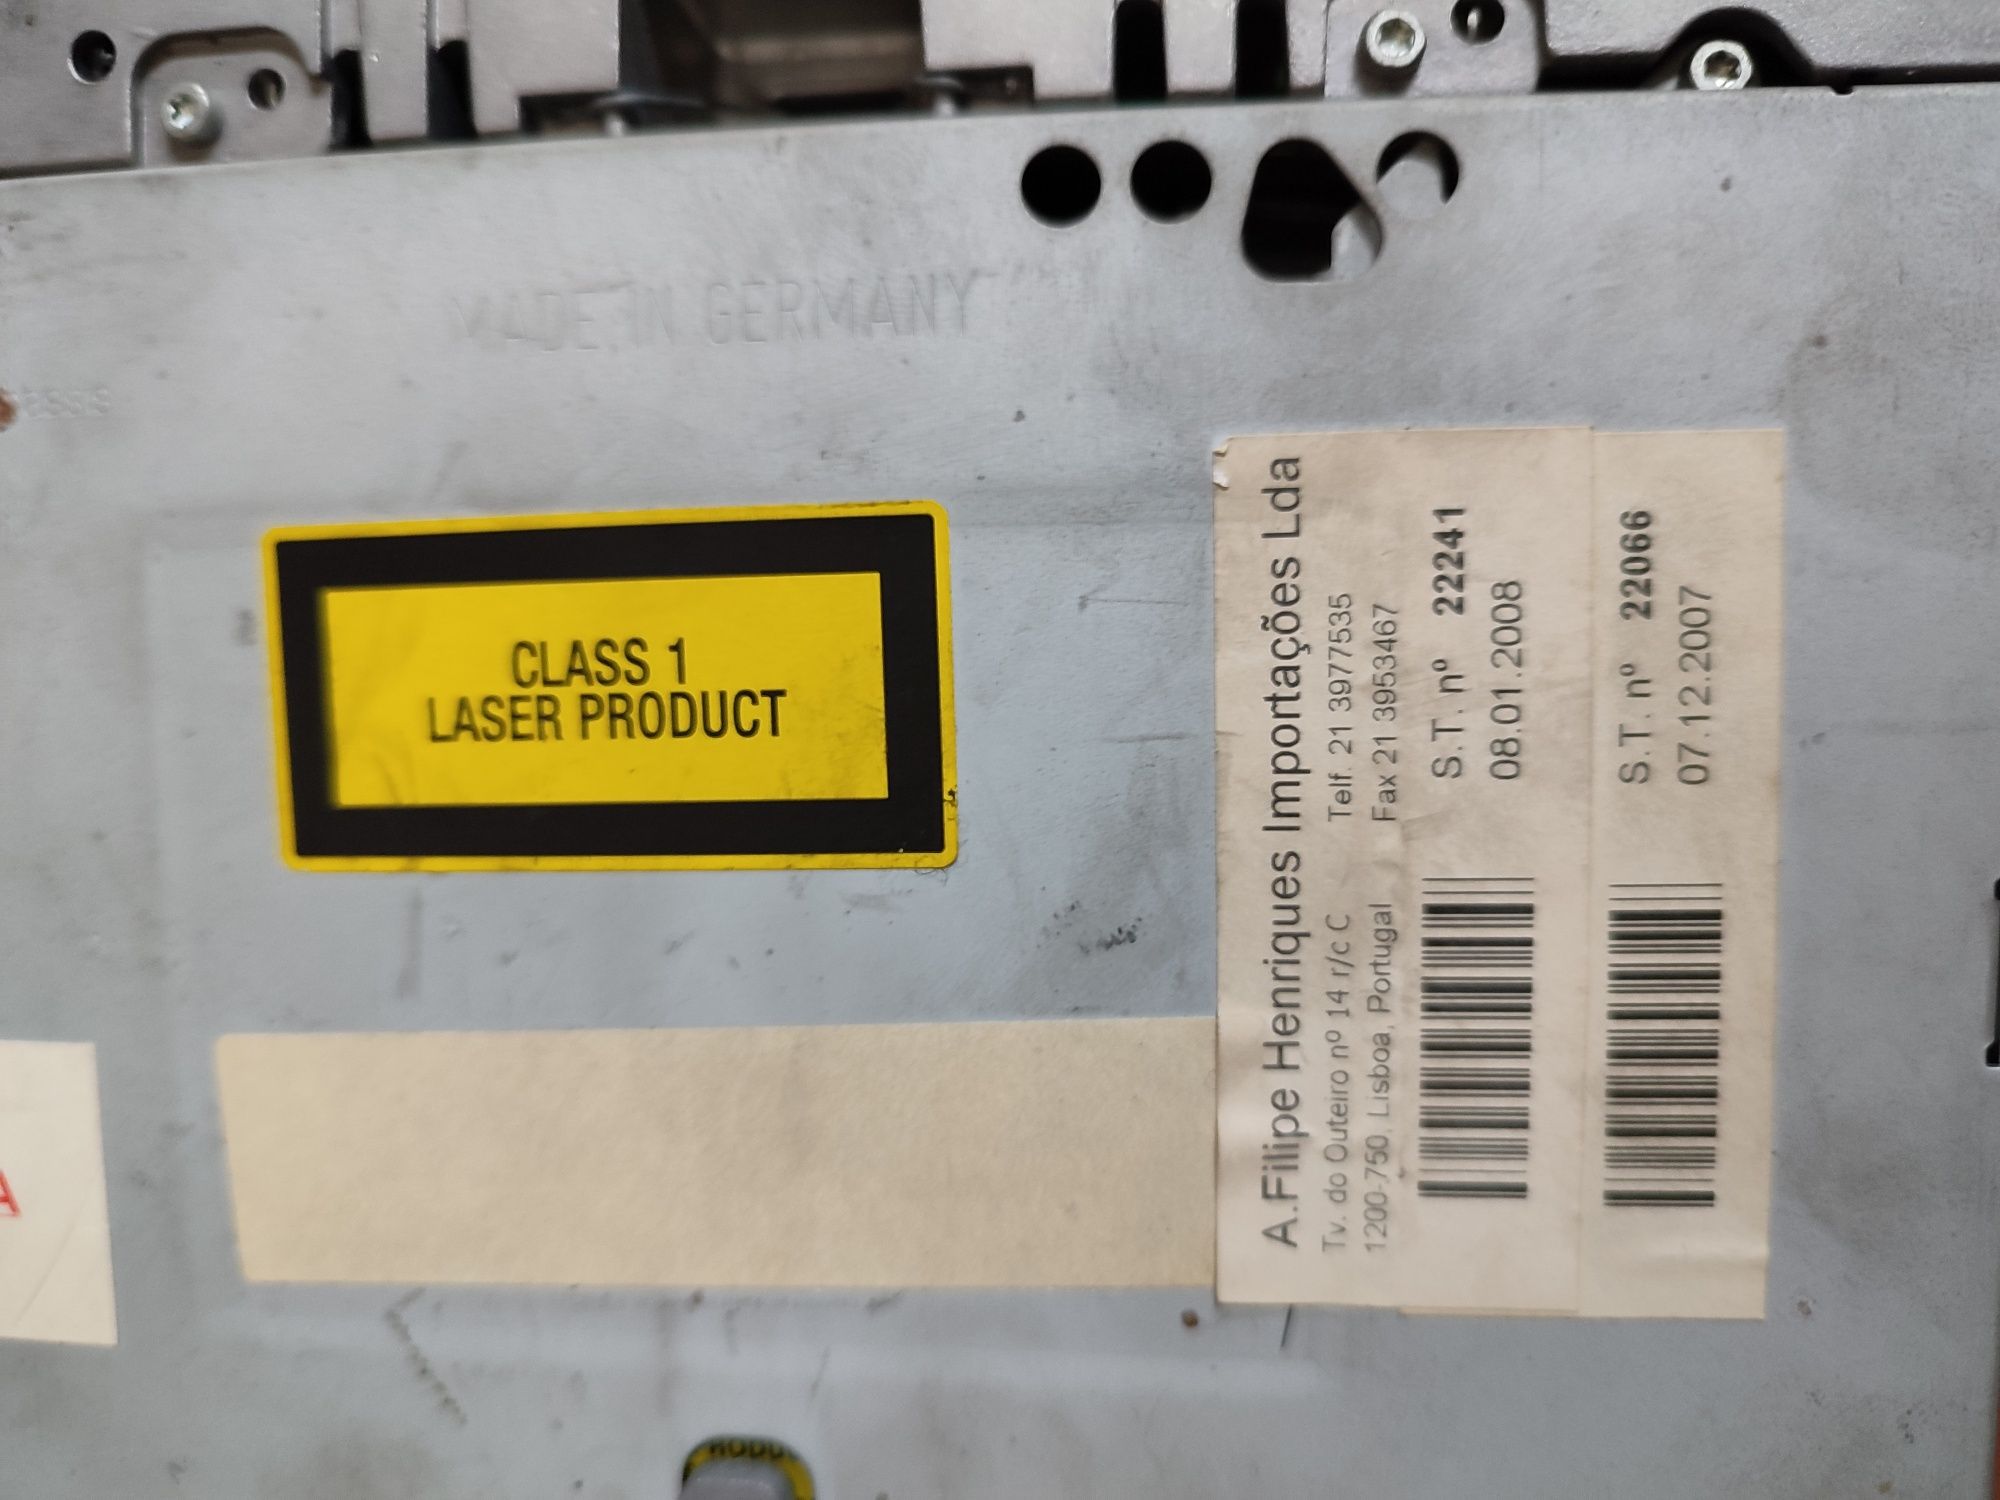 MADE IN GERMANY
CLASS 1
LASER PRODUCT
A.Filipe Henriques Importações Lda
Tv. do Outeiro nº 14 r/c C Telf. 21 3977535
1200-750, Lisboa, Portugal Fax 21 3953467
S.T. nº 22241
08.01.2008
S.T. nº 22066
07.12.2007